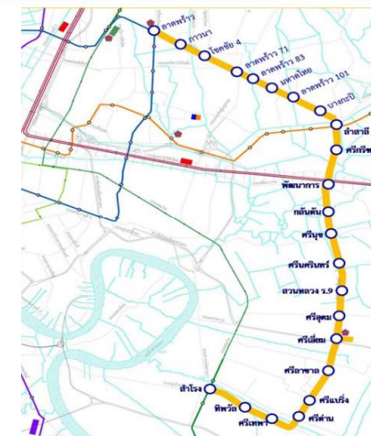 ลาดพร้าว
ภาวนา
โชคชัย 4
ลาดพร้าว 71
ลาดพร้าว 83
มหาดไทย
ลาดพร้าว 101
บางกะปิ
ลำสาลี
ศรีกรีฑา
พัฒนาการ
กลันตัน
ศรีนุช
ศรีนครินทร์
สวนหลวง ร.9
ศรีอุดม
ศรีเอี่ยม
ศรีลาซาล
ศรีแบริ่ง
ศรีด่าน
ศรีเทพา
ทิพวัล
สำโรง